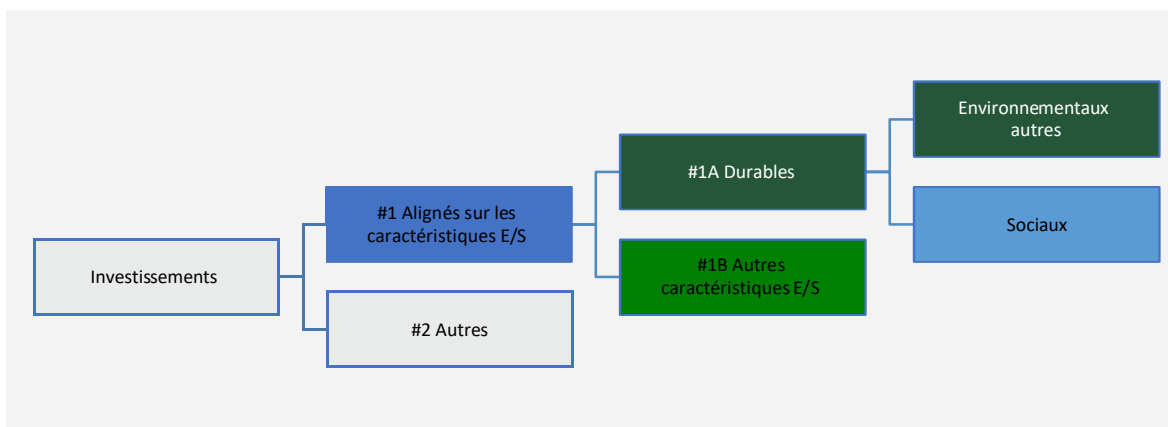 Investissements
#1 Alignés sur les
caractéristiques E/S
#2 Autres
#1A Durables
#1B Autres
caractéristiques E/S
Environnementaux
autres
Sociaux